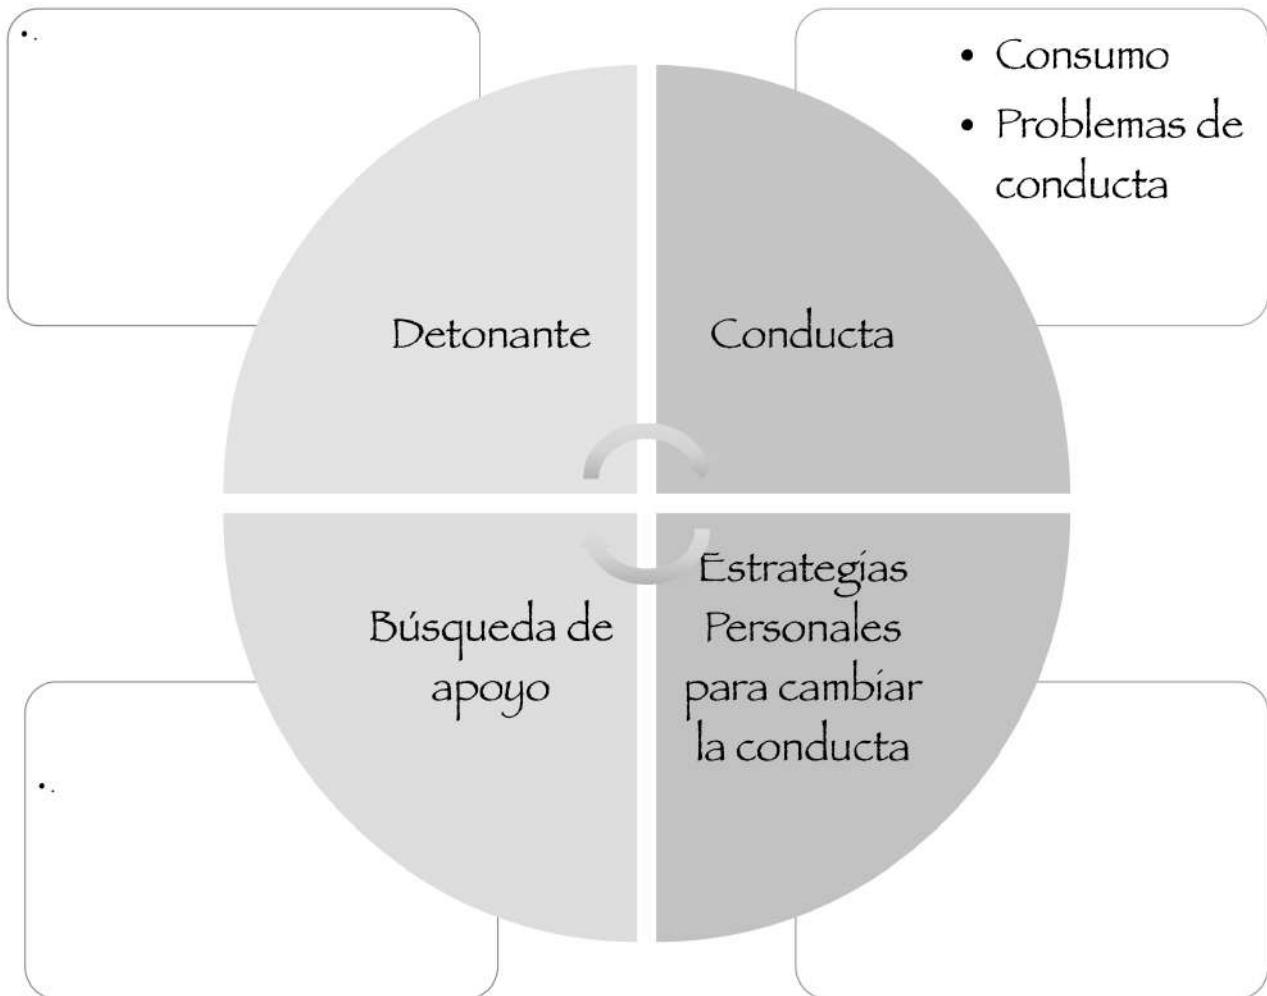 • .
• Consumo
• Problemas de
conducta
Detonante
Conducta
Búsqueda de
apoyo
Estrategias
Personales
para cambiar
la conducta
• .